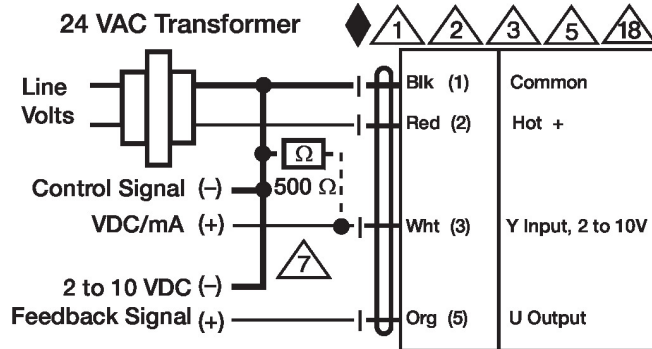 24 VAC Transformer
1 2 3 5 18
Line Volts
Blk (1) Common
Red (2) Hot +
Ω
500 Ω
Control Signal (-)
VDC/mA (+)
Wht (3) Y Input, 2 to 10V
7
2 to 10 VDC (-)
Feedback Signal (+)
Org (5) U Output